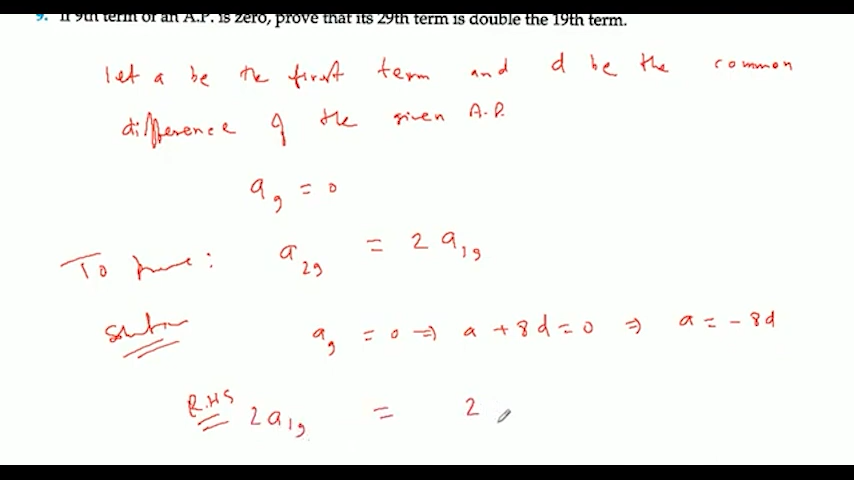 9. If 9th term of an A.P. is zero, prove that its 29th term is double the 19th term.
let a be the first term and d be the common
difference of the given A.P.
a₉ = 0
To prove: a₂₉ = 2 a₁₉
Solution a₉ = 0 ⇒ a + 8d = 0 ⇒ a = - 8d
R.H.S 2a₁₉ = 2